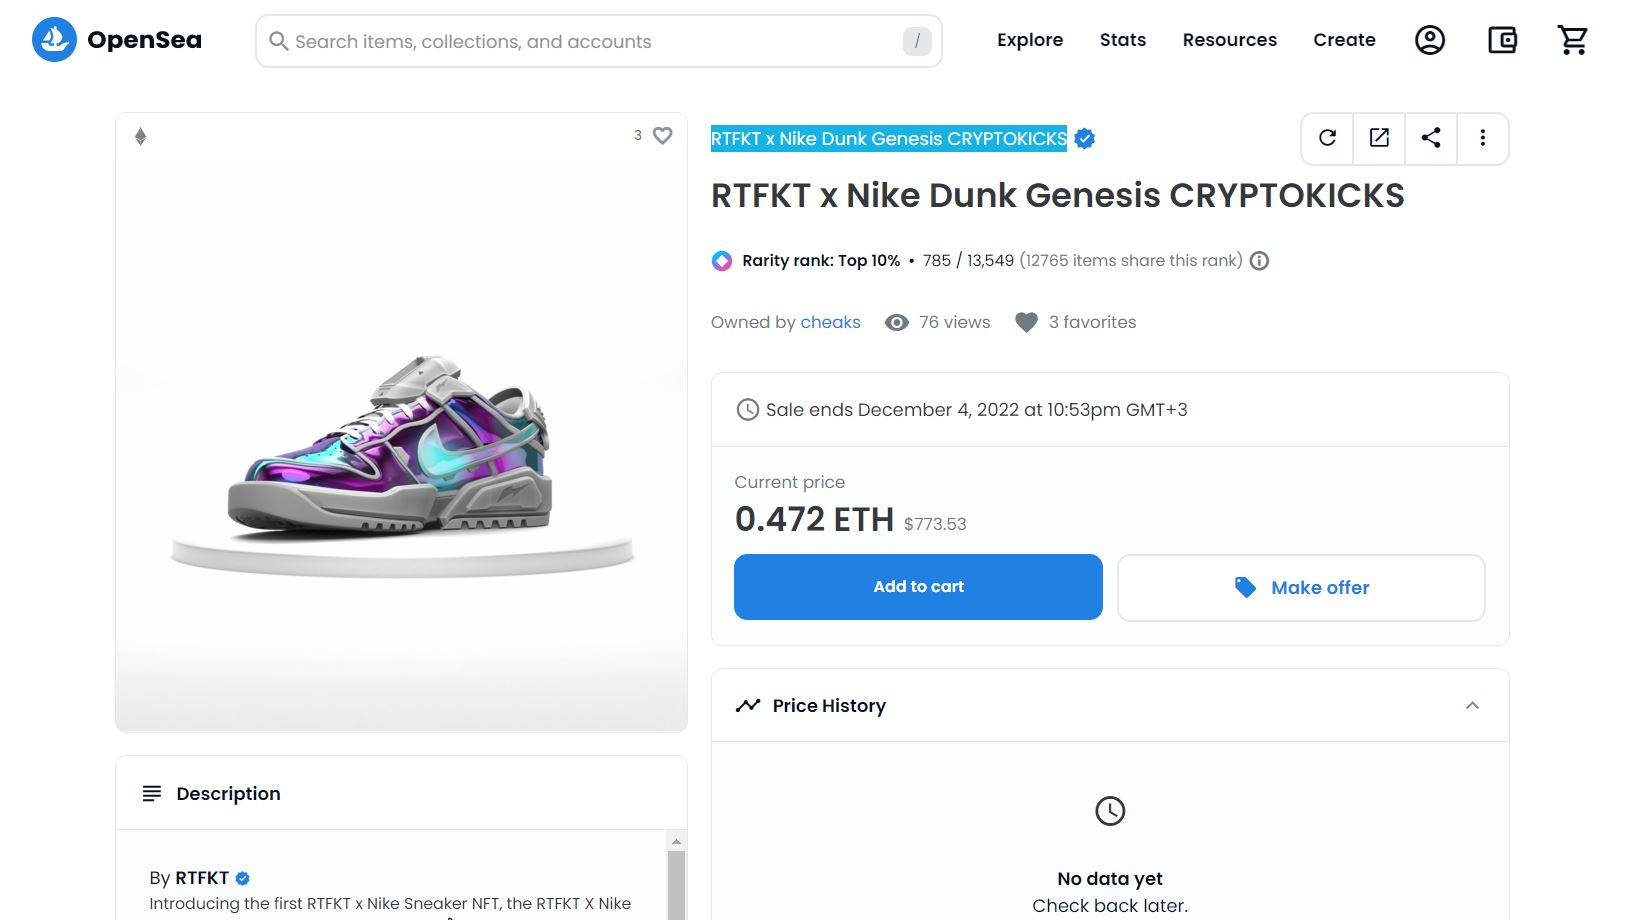 OpenSea
Search items, collections, and accounts
/
Explore
Stats
Resources
Create
3
RTFKT x Nike Dunk Genesis CRYPTOKICKS
RTFKT x Nike Dunk Genesis CRYPTOKICKS
Rarity rank: Top 10% • 785 / 13,549 (12765 items share this rank)
Owned by cheaks 76 views 3 favorites
Sale ends December 4, 2022 at 10:53pm GMT+3
Current price
0.472 ETH $773.53
Add to cart
Make offer
Price History
No data yet
Check back later.
Description
By RTFKT
Introducing the first RTFKT x Nike Sneaker NFT, the RTFKT X Nike